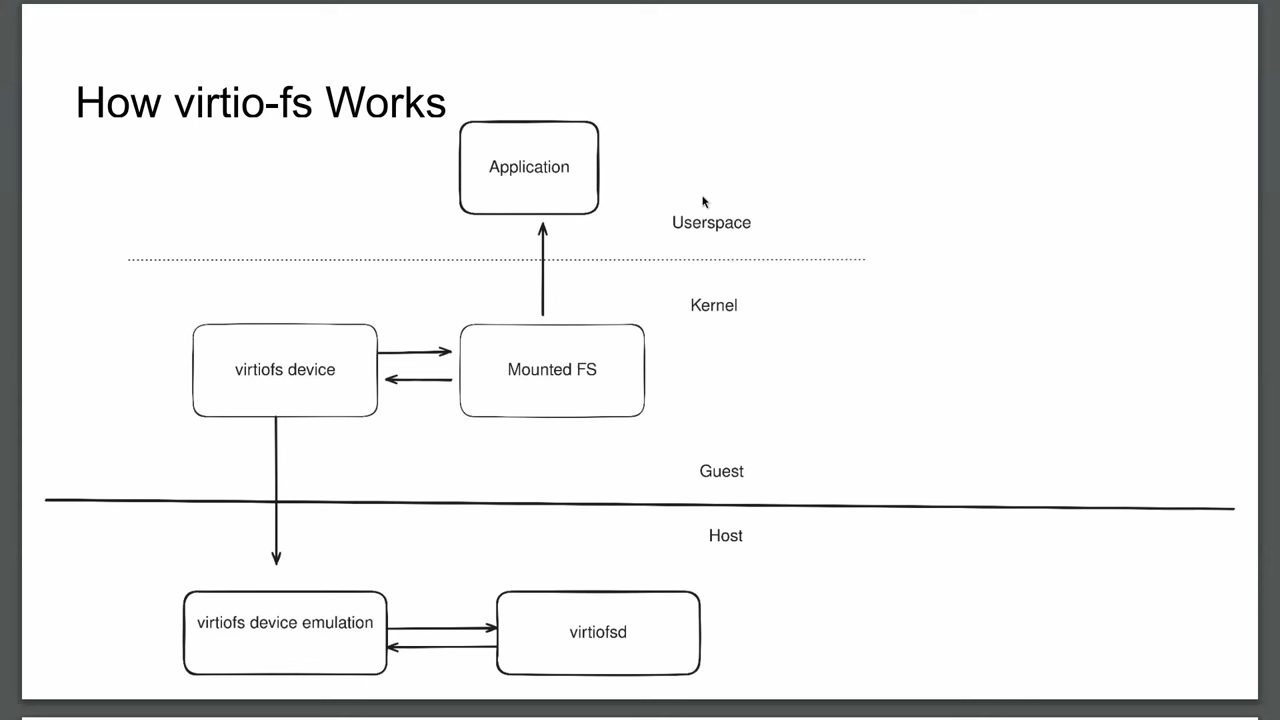 How virtio-fs Works
Application
Userspace
Kernel
virtiofs device
Mounted FS
Guest
Host
virtiofs device emulation
virtiofsd